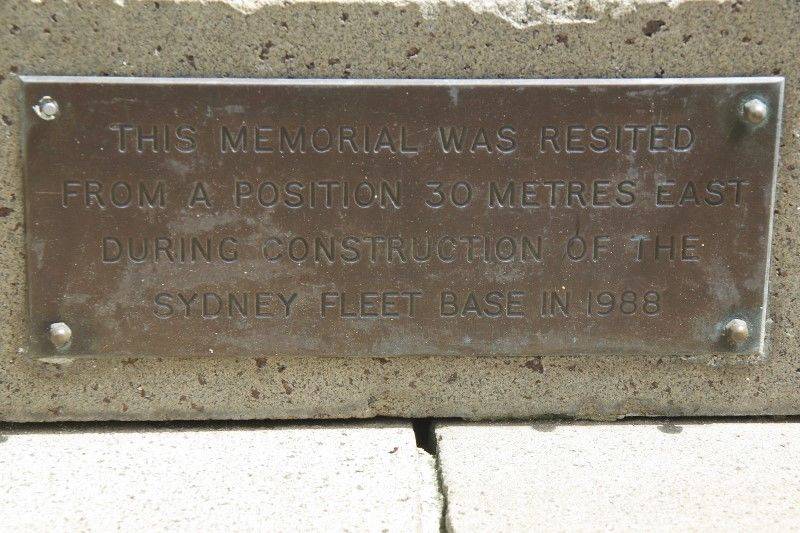 THIS MEMORIAL WAS RESITED
FROM A POSITION 30 METRES EAST
DURING CONSTRUCTION OF THE
SYDNEY FLEET BASE IN 1988